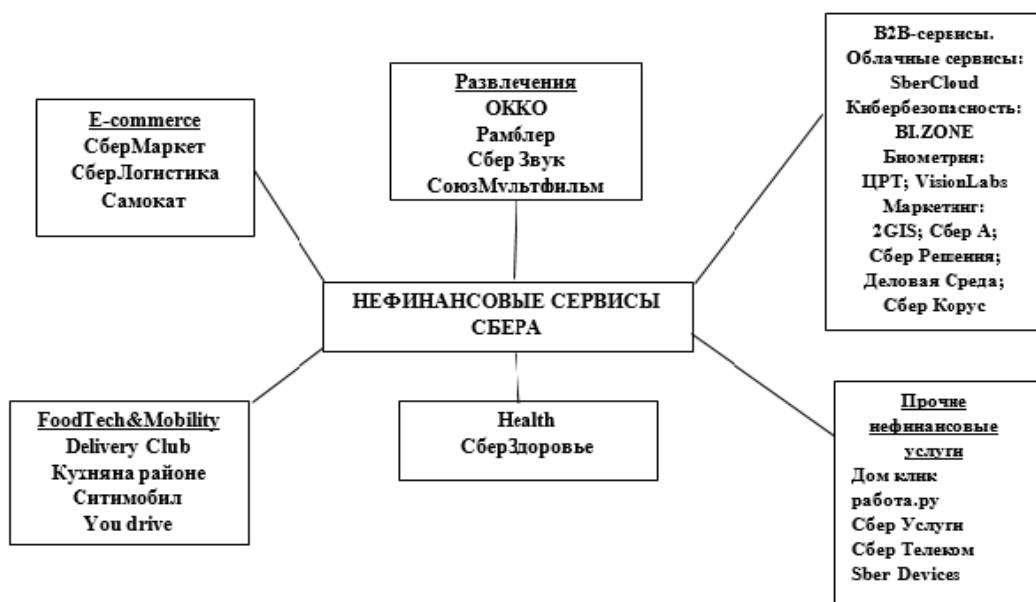 E-commerce
СберМаркет
СберЛогистика
Самокат
Развлечения
ОККО
Рамблер
Сбер Звук
СоюзМультфильм
B2B-сервисы.
Облачные сервисы:
SberCloud
Кибербезопасность:
BI.ZONE
Биометрия:
ЦРТ; VisionLabs
Маркетинг:
2GIS; Сбер А;
Сбер Решения;
Деловая Среда;
Сбер Корус
НЕФИНАНСОВЫЕ СЕРВИСЫ
СБЕРА
FoodTech&Mobility
Delivery Club
Кухняна районе
Ситимобил
You drive
Health
СберЗдоровье
Прочие
нефинансовые
услуги
Дом клик
работа.ру
Сбер Услуги
Сбер Телеком
Sber Devices